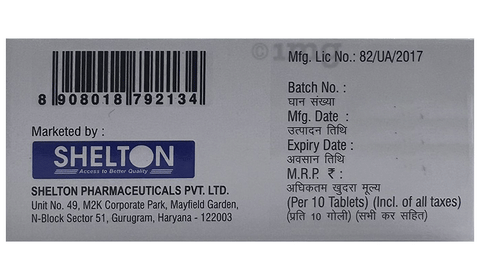 8 908018 792134
Marketed by :
SHELTON
Access to Better Quality
SHELTON PHARMACEUTICALS PVT. LTD.
Unit No. 49, M2K Corporate Park, Mayfield Garden,
N-Block Sector 51, Gurugram, Haryana - 122003
©1mg
Mfg. Lic No.: 82/UA/2017
Batch No. :
घान संख्या
Mfg. Date :
उत्पादन तिथि
Expiry Date :
अवसान तिथि
M.R.P. ₹ :
अधिकतम खुदरा मूल्य
(Per 10 Tablets) (Incl. of all taxes)
(प्रति 10 गोली) (सभी कर सहित)